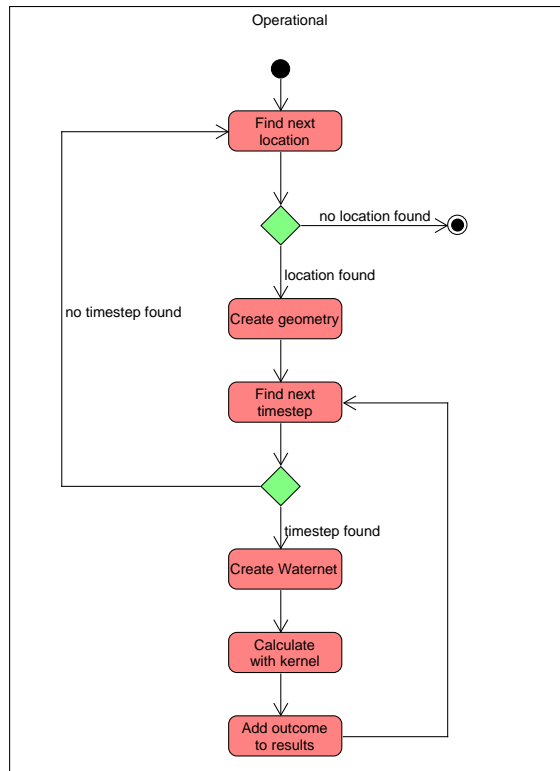 Operational
Find next
location
no location found
location found
no timestep found
Create geometry
Find next
timestep
timestep found
Create Waternet
Calculate
with kernel
Add outcome
to results